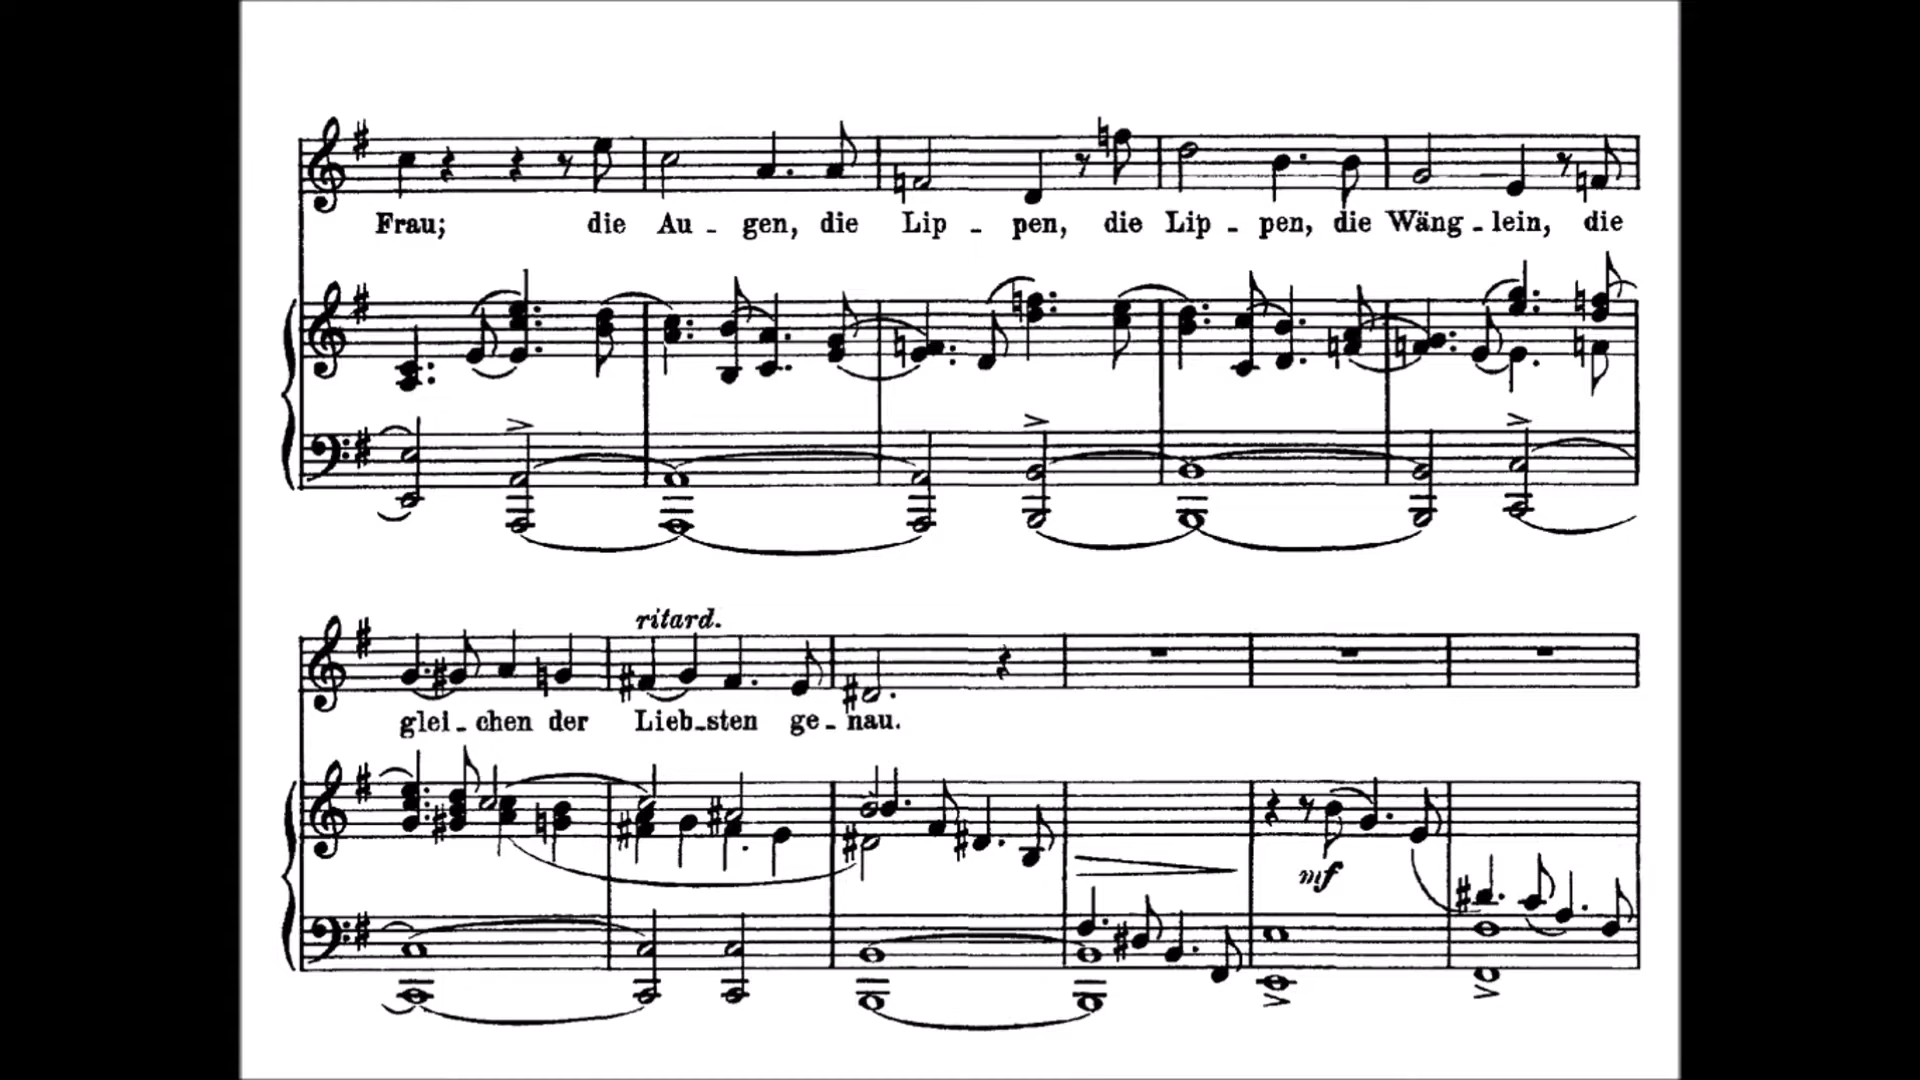 Frau; die Au - gen, die Lip - pen, die Lip - pen, die Wäng - lein, die
ritard.
glei - chen der Lieb - sten ge - nau.
mf